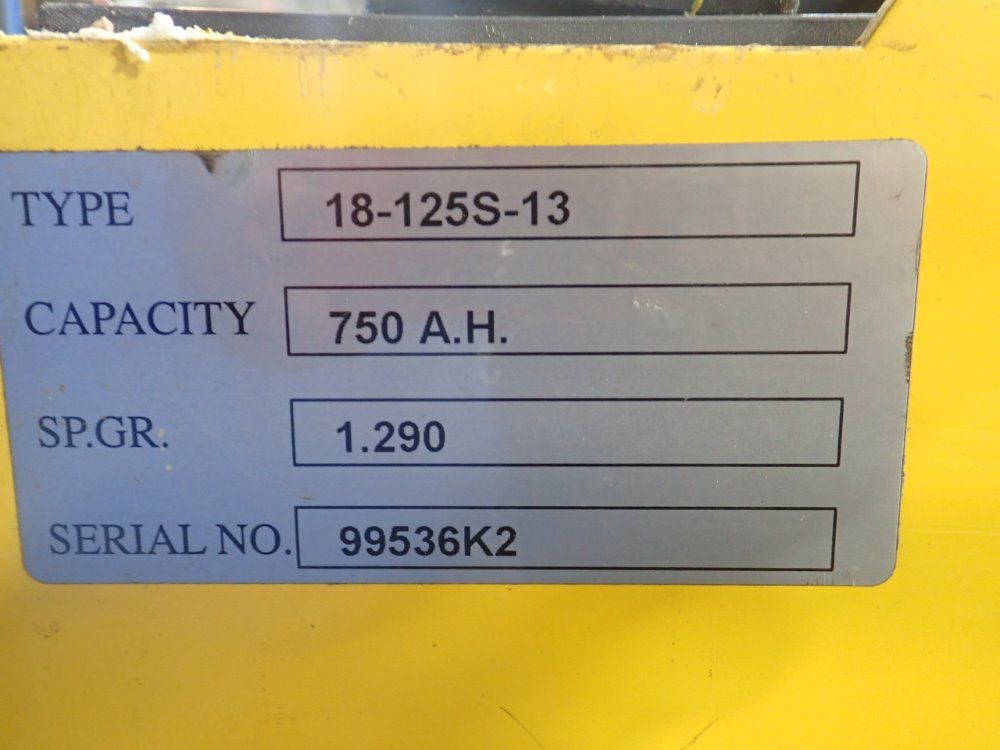 TYPE 18-125S-13
CAPACITY 750 A.H.
SP.GR. 1.290
SERIAL NO. 99536K2